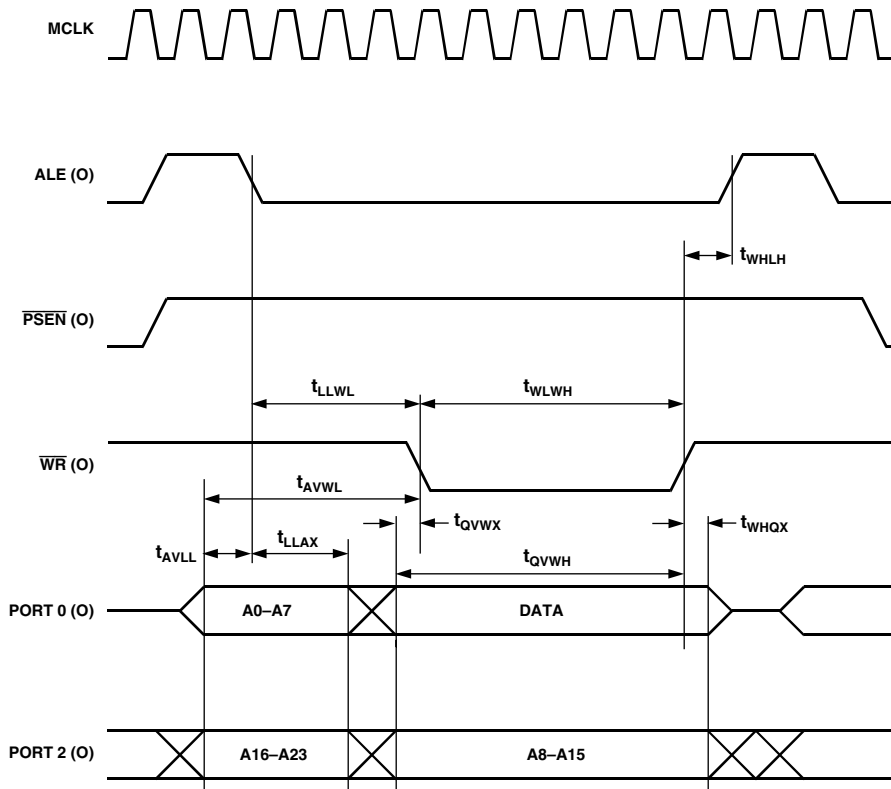 MCLK
ALE (O)
tWHLH
PSEN (O)
tLLWL
tWLWH
WR (O)
tAVWL
tQVWX
tWHQX
tAVLL
tLLAX
tQVWH
PORT 0 (O)
A0–A7
DATA
PORT 2 (O)
A16–A23
A8–A15